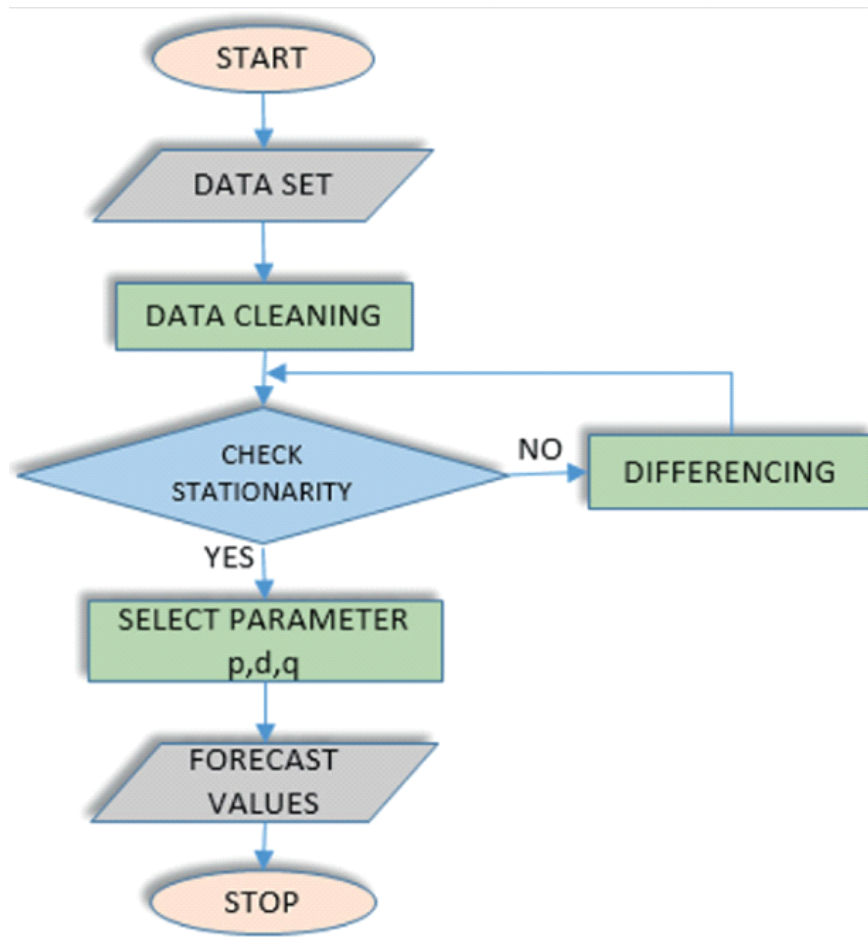 START
DATA SET
DATA CLEANING
CHECK
STATIONARITY
NO
DIFFERENCING
YES
SELECT PARAMETER
p,d,q
FORECAST
VALUES
STOP